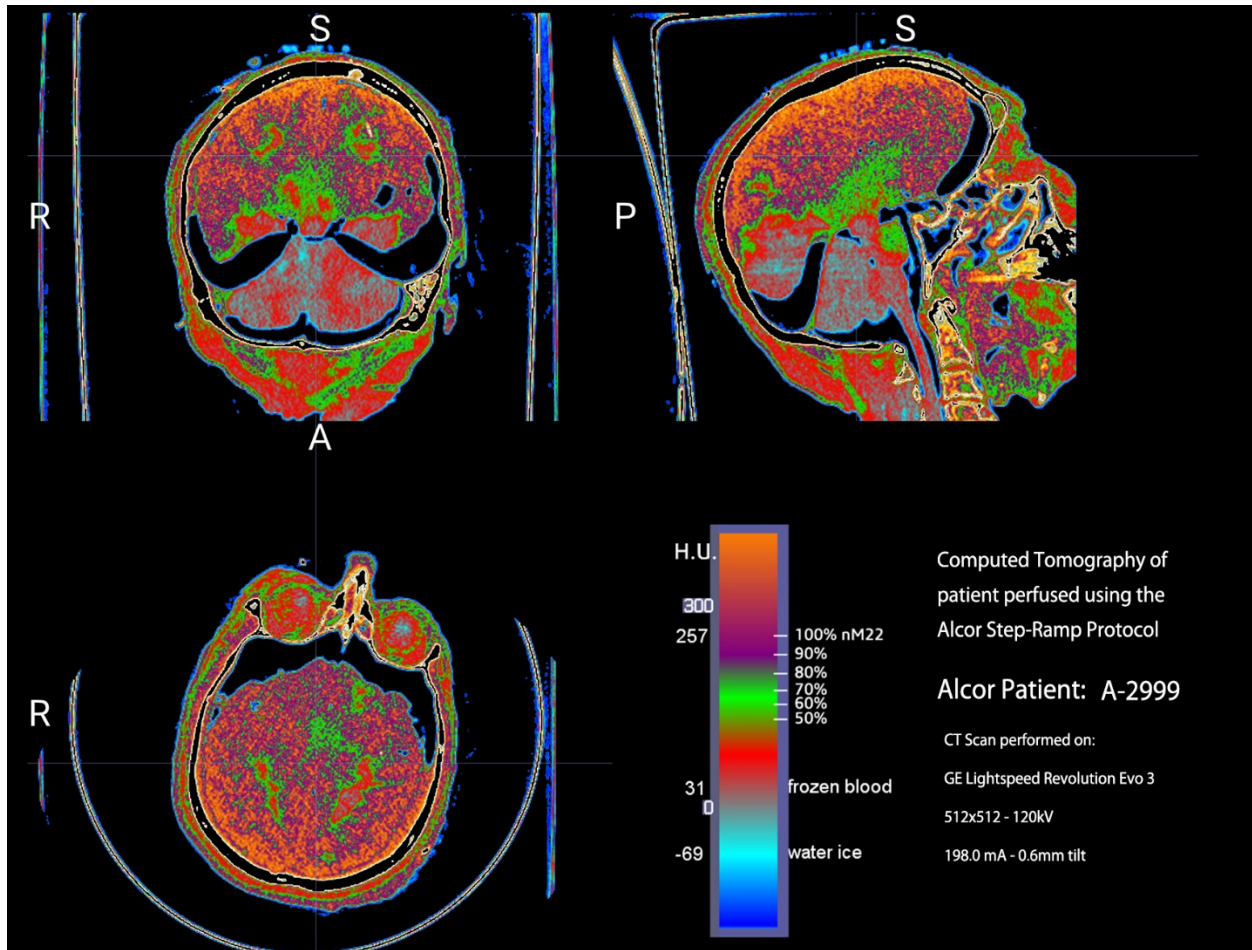 S
S
R
P
A
R
H.U.
300
257
100% nM22
90%
80%
70%
60%
50%
31
frozen blood
0
-69
water ice
Computed Tomography of
patient perfused using the
Alcor Step-Ramp Protocol
Alcor Patient: A-2999
CT Scan performed on:
GE Lightspeed Revolution Evo 3
512x512 - 120kV
198.0 mA - 0.6mm tilt